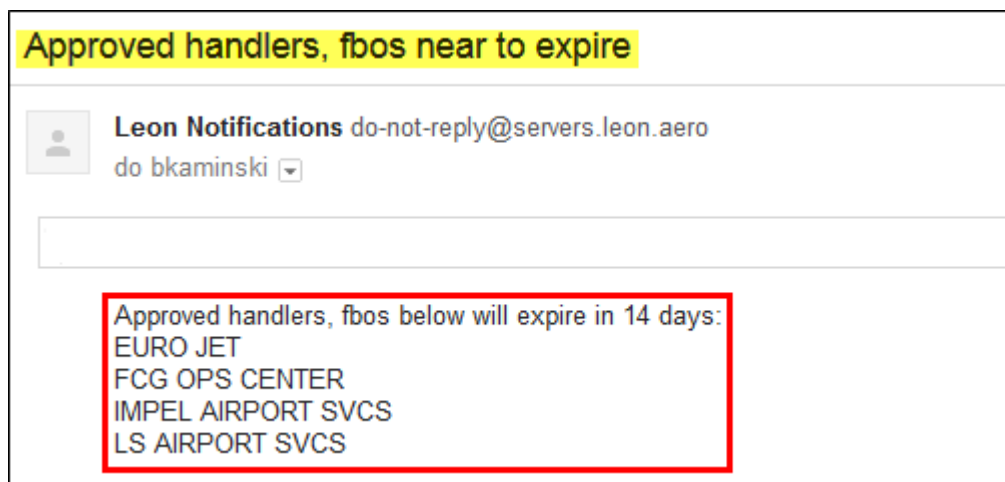 Approved handlers, fbos near to expire
Leon Notifications do-not-reply@servers.leon.aero
do bkaminski
Approved handlers, fbos below will expire in 14 days:
EURO JET
FCG OPS CENTER
IMPEL AIRPORT SVCS
LS AIRPORT SVCS